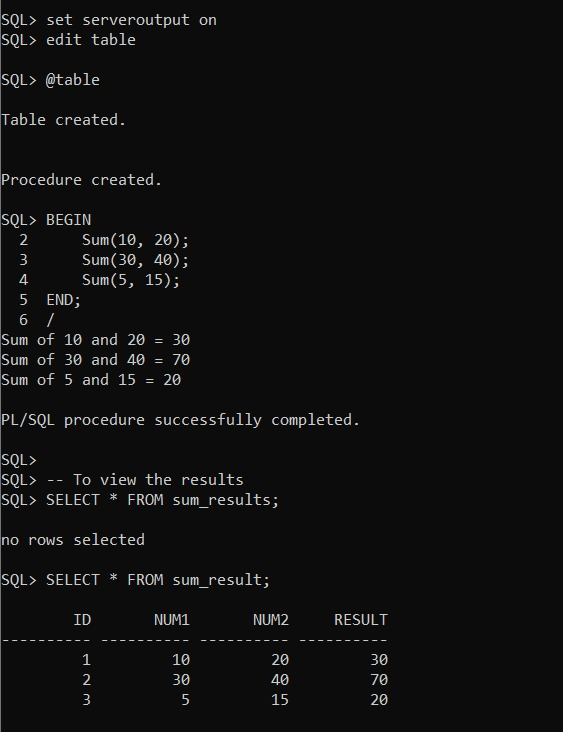 SQL> set serveroutput on
SQL> edit table
SQL> @table
Table created.
Procedure created.
SQL> BEGIN
  2      Sum(10, 20);
  3      Sum(30, 40);
  4      Sum(5, 15);
  5  END;
  6  /
Sum of 10 and 20 = 30
Sum of 30 and 40 = 70
Sum of 5 and 15 = 20
PL/SQL procedure successfully completed.
SQL>
SQL> -- To view the results
SQL> SELECT * FROM sum_results;
no rows selected
SQL> SELECT * FROM sum_result;
        ID       NUM1       NUM2     RESULT
---------- ---------- ---------- ----------
         1         10         20         30
         2         30         40         70
         3          5         15         20